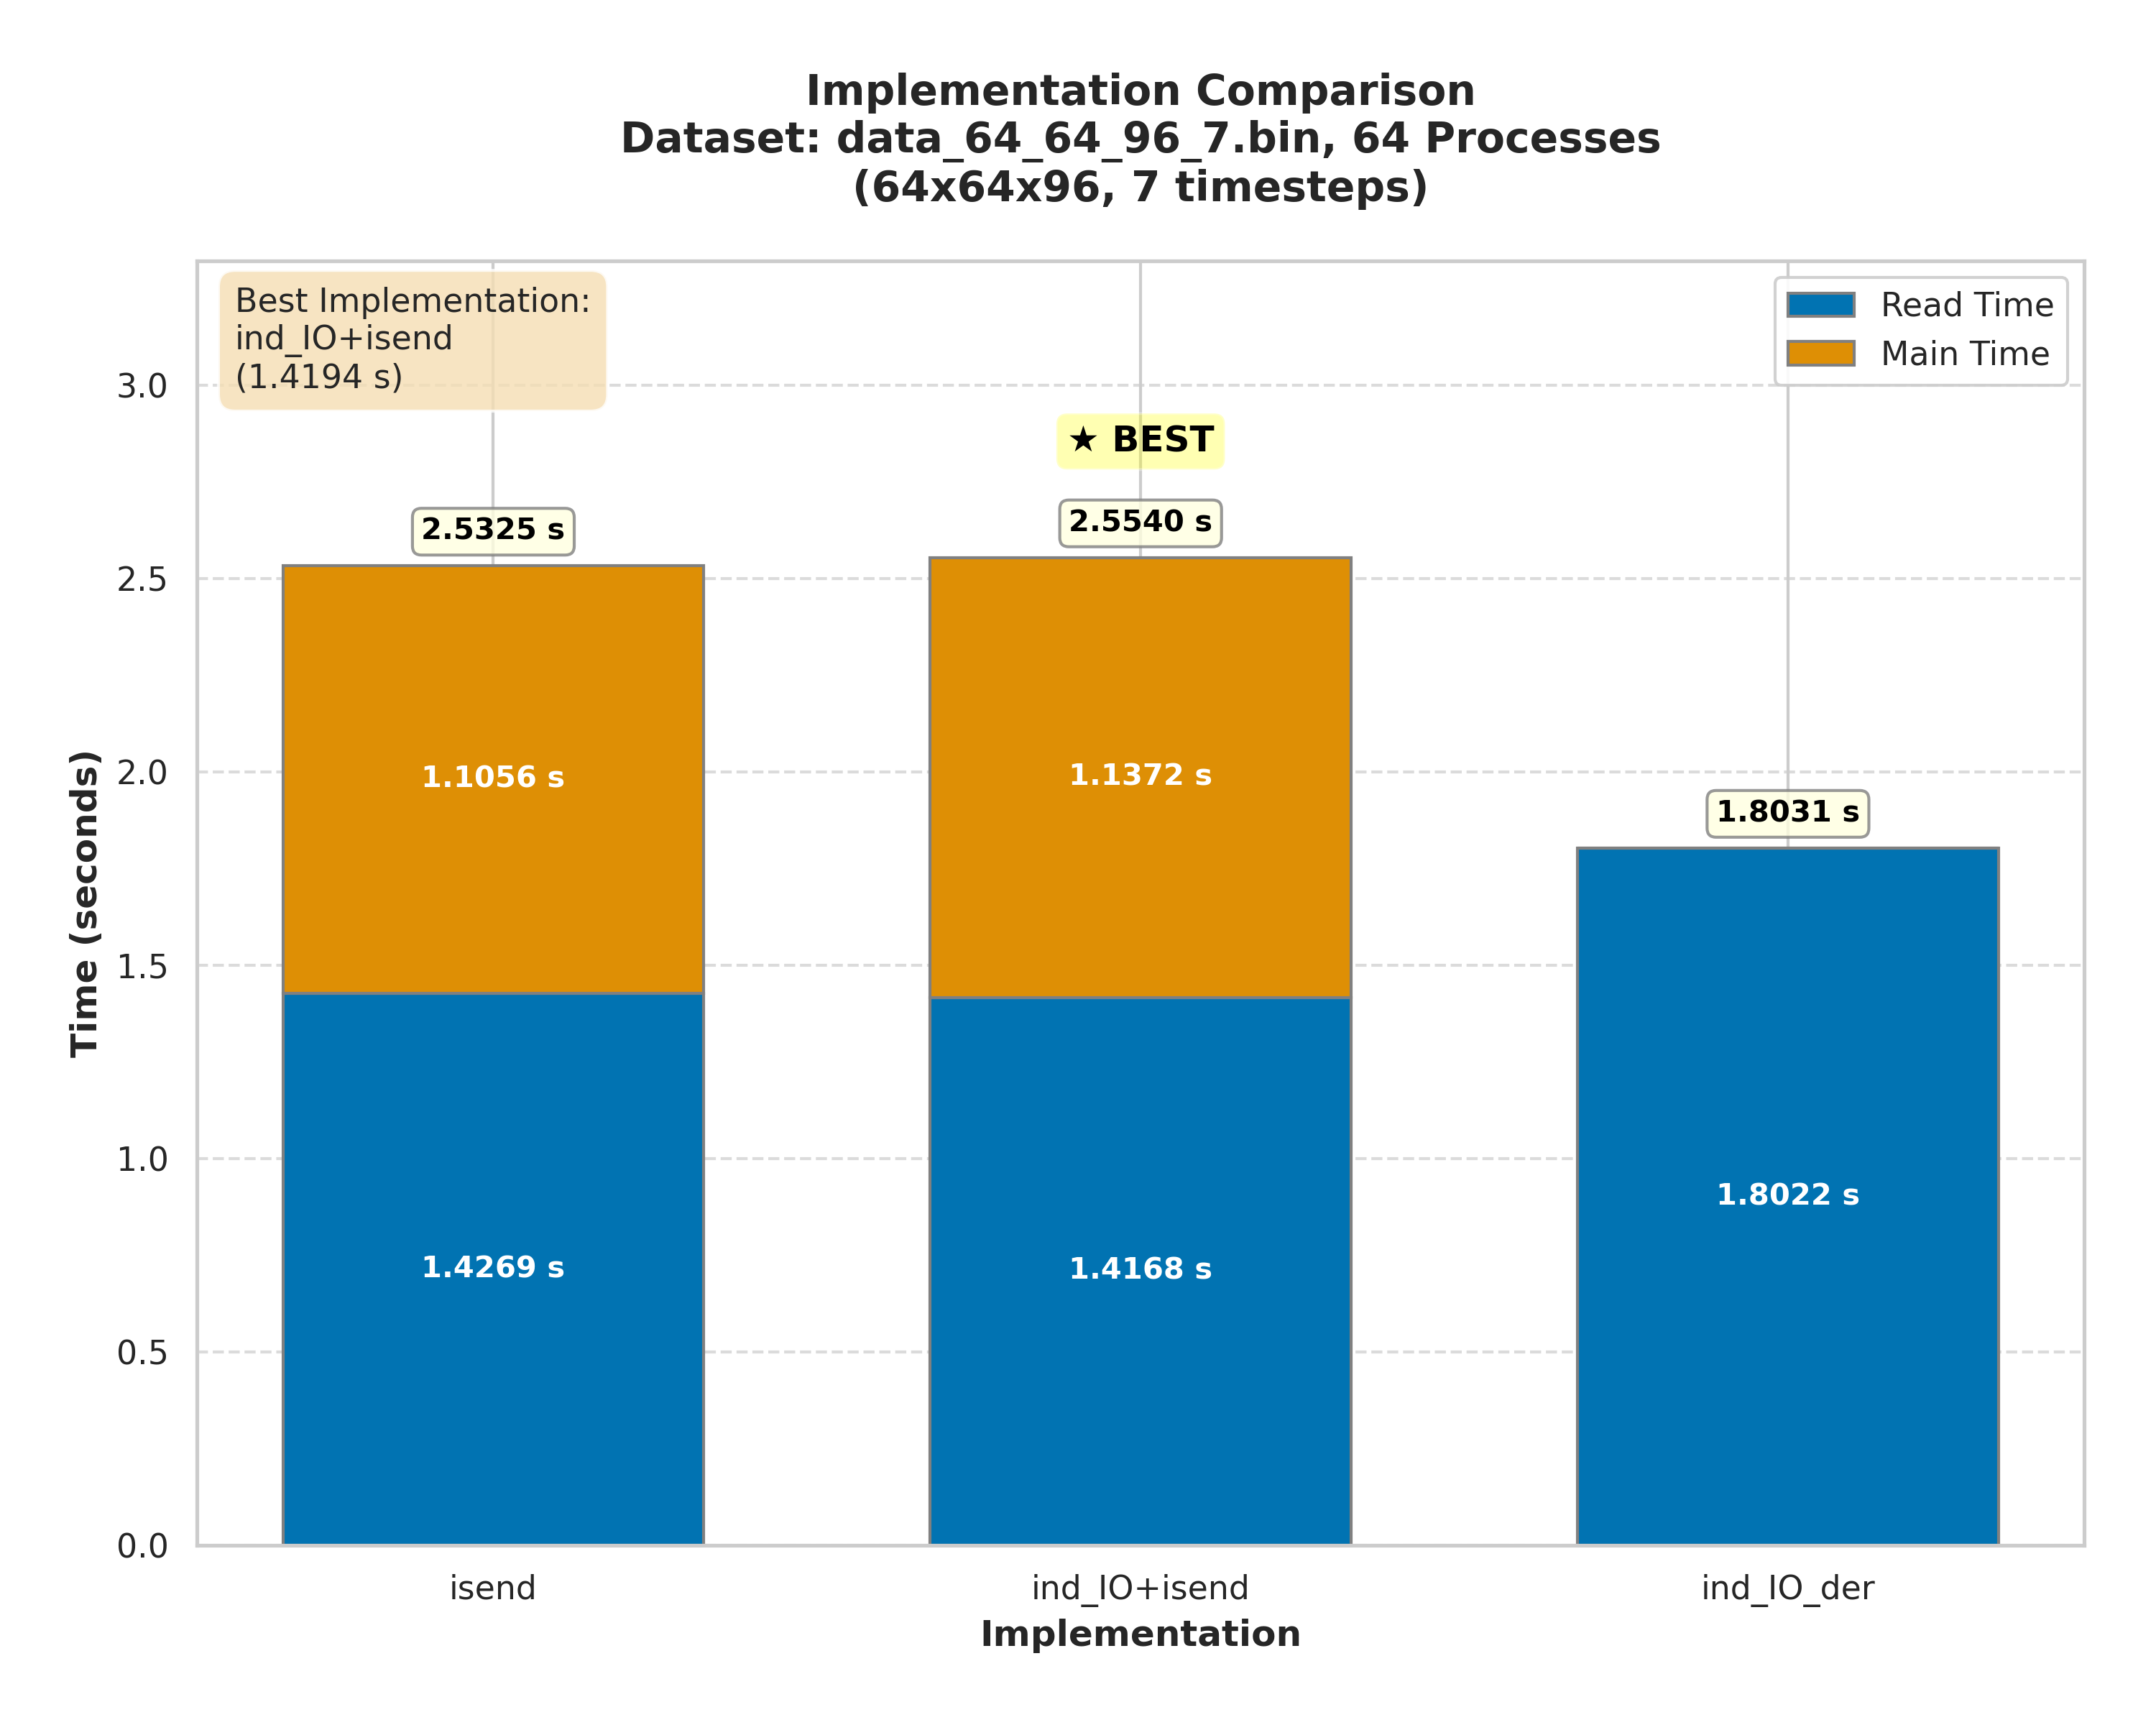 Implementation Comparison
Dataset: data_64_64_96_7.bin, 64 Processes
(64x64x96, 7 timesteps)
Best Implementation:
ind_IO+isend
(1.4194 s)
Read Time
Main Time
★ BEST
2.5325 s
2.5540 s
1.8031 s
1.1056 s
1.1372 s
1.4269 s
1.4168 s
1.8022 s
Time (seconds)
3.0
2.5
2.0
1.5
1.0
0.5
0.0
isend
ind_IO+isend
ind_IO_der
Implementation